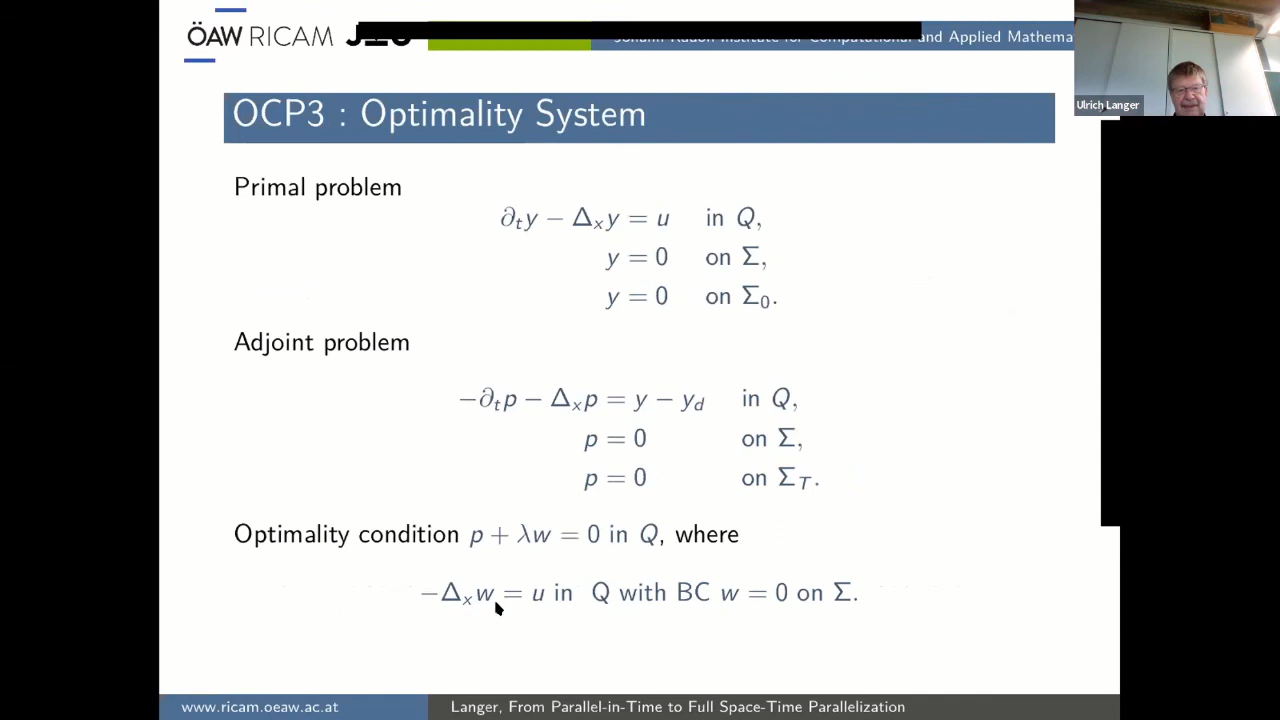 ÖAW RICAM
Johann Radon Institute for Computational and Applied Mathema
Ulrich Langer
OCP3 : Optimality System
Primal problem
∂ₜy − Δₓy = u in Q,
y = 0 on Σ,
y = 0 on Σ₀.
Adjoint problem
−∂ₜp − Δₓp = y − y_d in Q,
p = 0 on Σ,
p = 0 on Σ_T.
Optimality condition p + λw = 0 in Q, where
−Δₓw = u in Q with BC w = 0 on Σ.
www.ricam.oeaw.ac.at
Langer, From Parallel-in-Time to Full Space-Time Parallelization